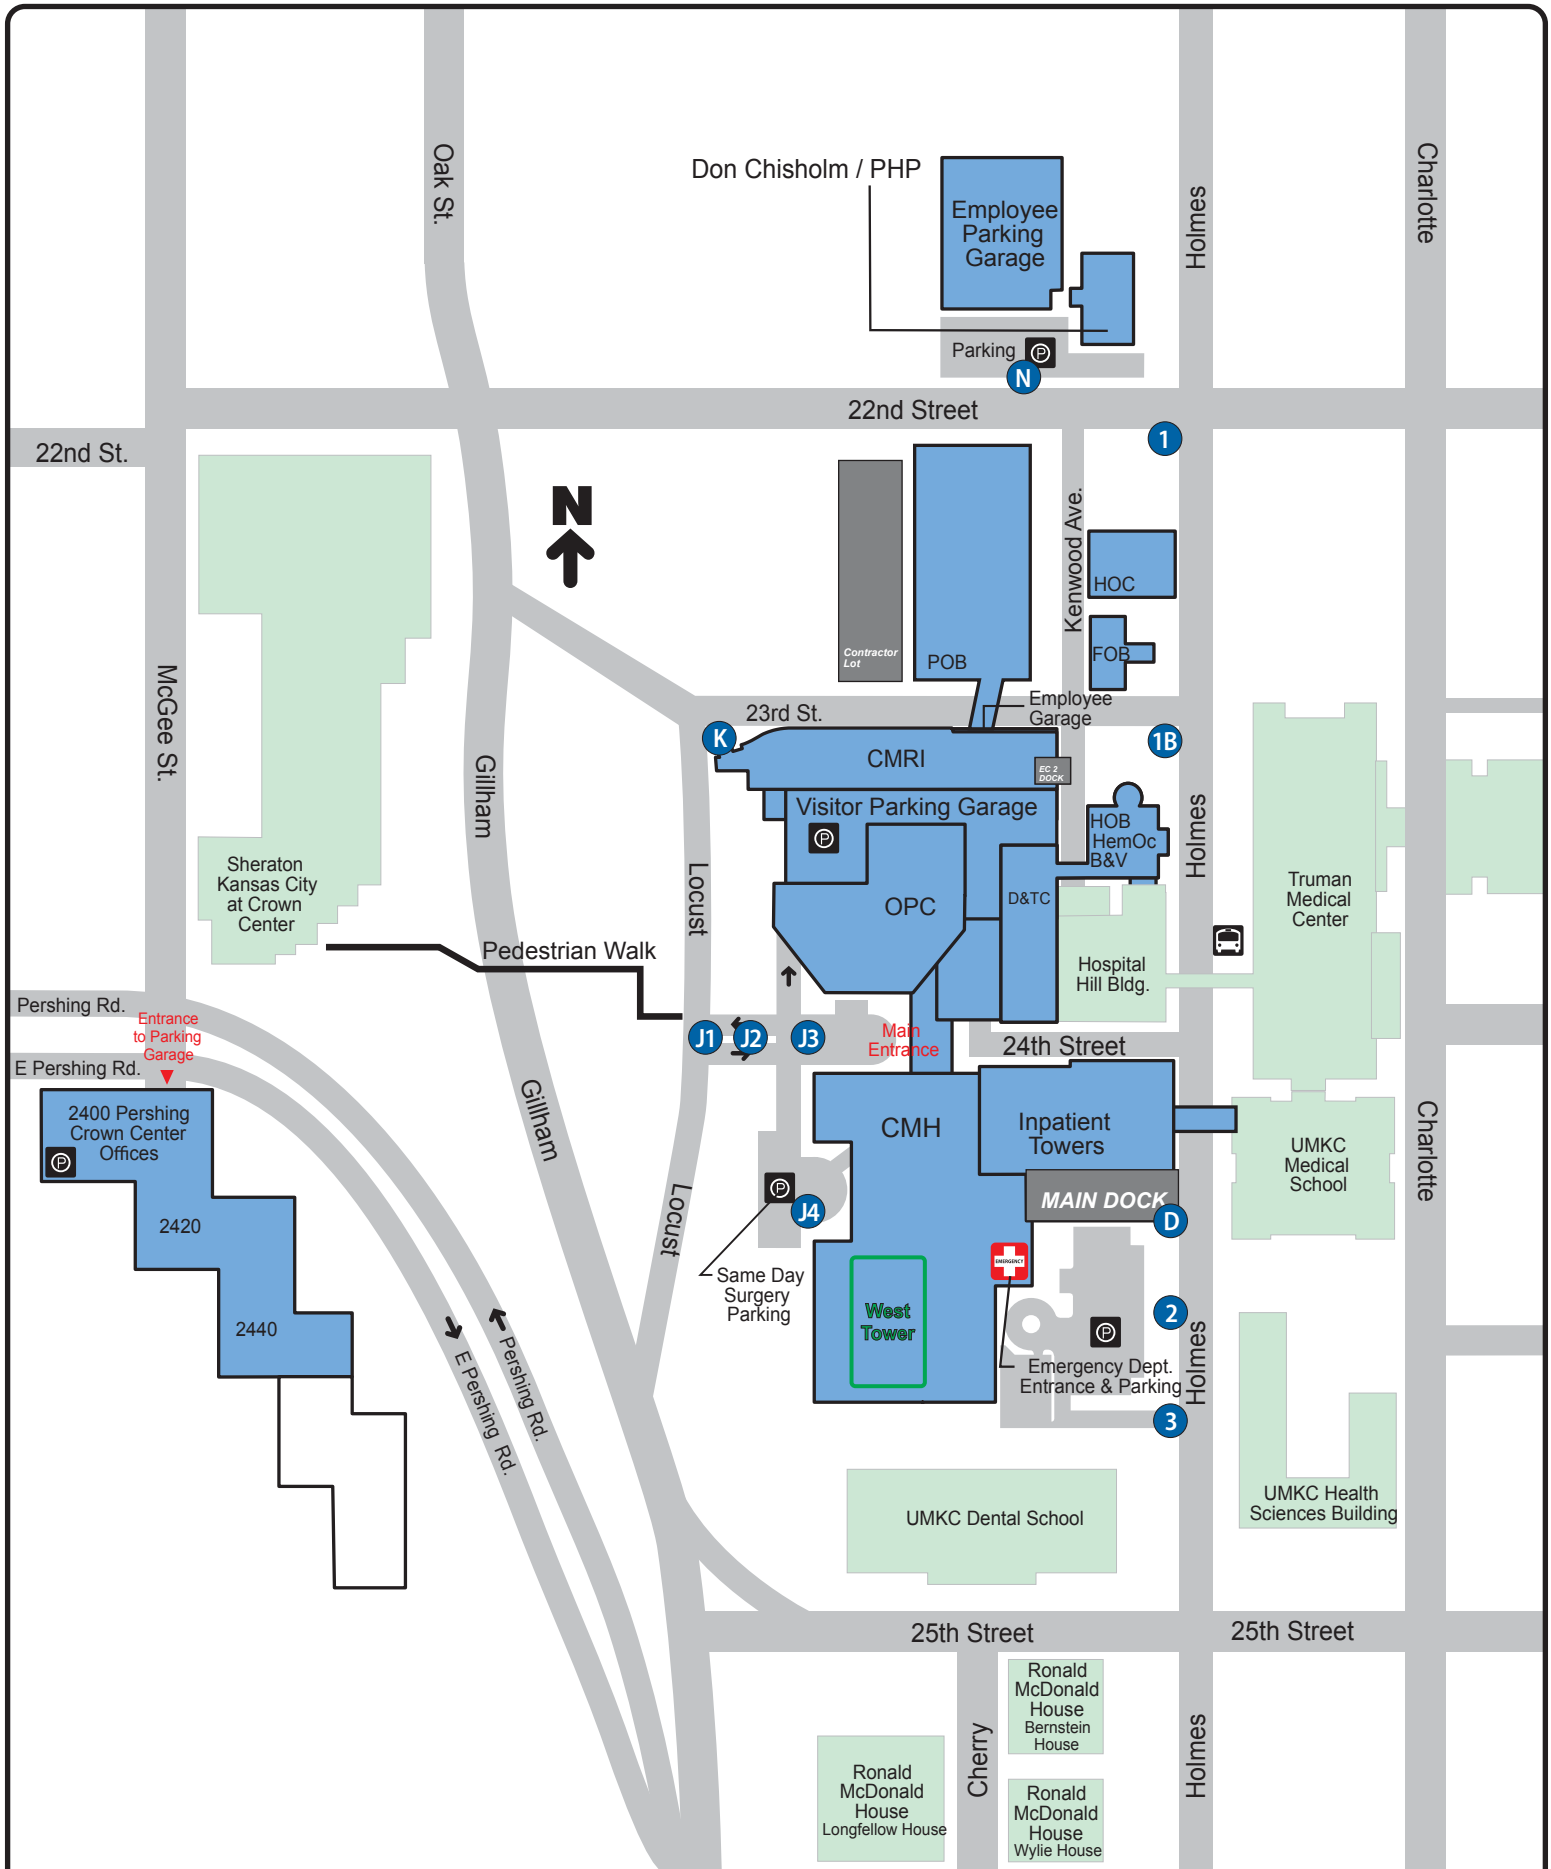 Oak St.
Don Chisholm / PHP
Employee
Parking
Garage
Holmes
Charlotte
Parking
P
N
22nd Street
22nd St.
1
N
Kenwood Ave.
HOC
FOB
Contractor
Lot
POB
McGee St.
Employee
Garage
23rd St.
K
1B
CMRI
EC 2
DOCK
Gillham
Visitor Parking Garage
P
HOB
HemOc
B&V
Holmes
Sheraton
Kansas City
at Crown
Center
Locust
OPC
D&TC
Truman
Medical
Center
Pedestrian Walk
Hospital
Hill Bldg.
Pershing Rd.
Entrance
to Parking
Garage
J1
J2
J3
Main
Entrance
24th Street
E Pershing Rd.
2400 Pershing
Crown Center
Offices
P
Gillham
CMH
Inpatient
Towers
UMKC
Medical
School
Charlotte
P
J4
MAIN DOCK
D
2420
Locust
EMERGENCY
Same Day
Surgery
Parking
West
Tower
2
P
2440
Holmes
E Pershing Rd.
Pershing Rd.
Emergency Dept.
Entrance & Parking
3
UMKC Dental School
UMKC Health
Sciences Building
25th Street
25th Street
Ronald
McDonald
House
Bernstein
House
Cherry
Holmes
Ronald
McDonald
House
Longfellow House
Ronald
McDonald
House
Wylie House